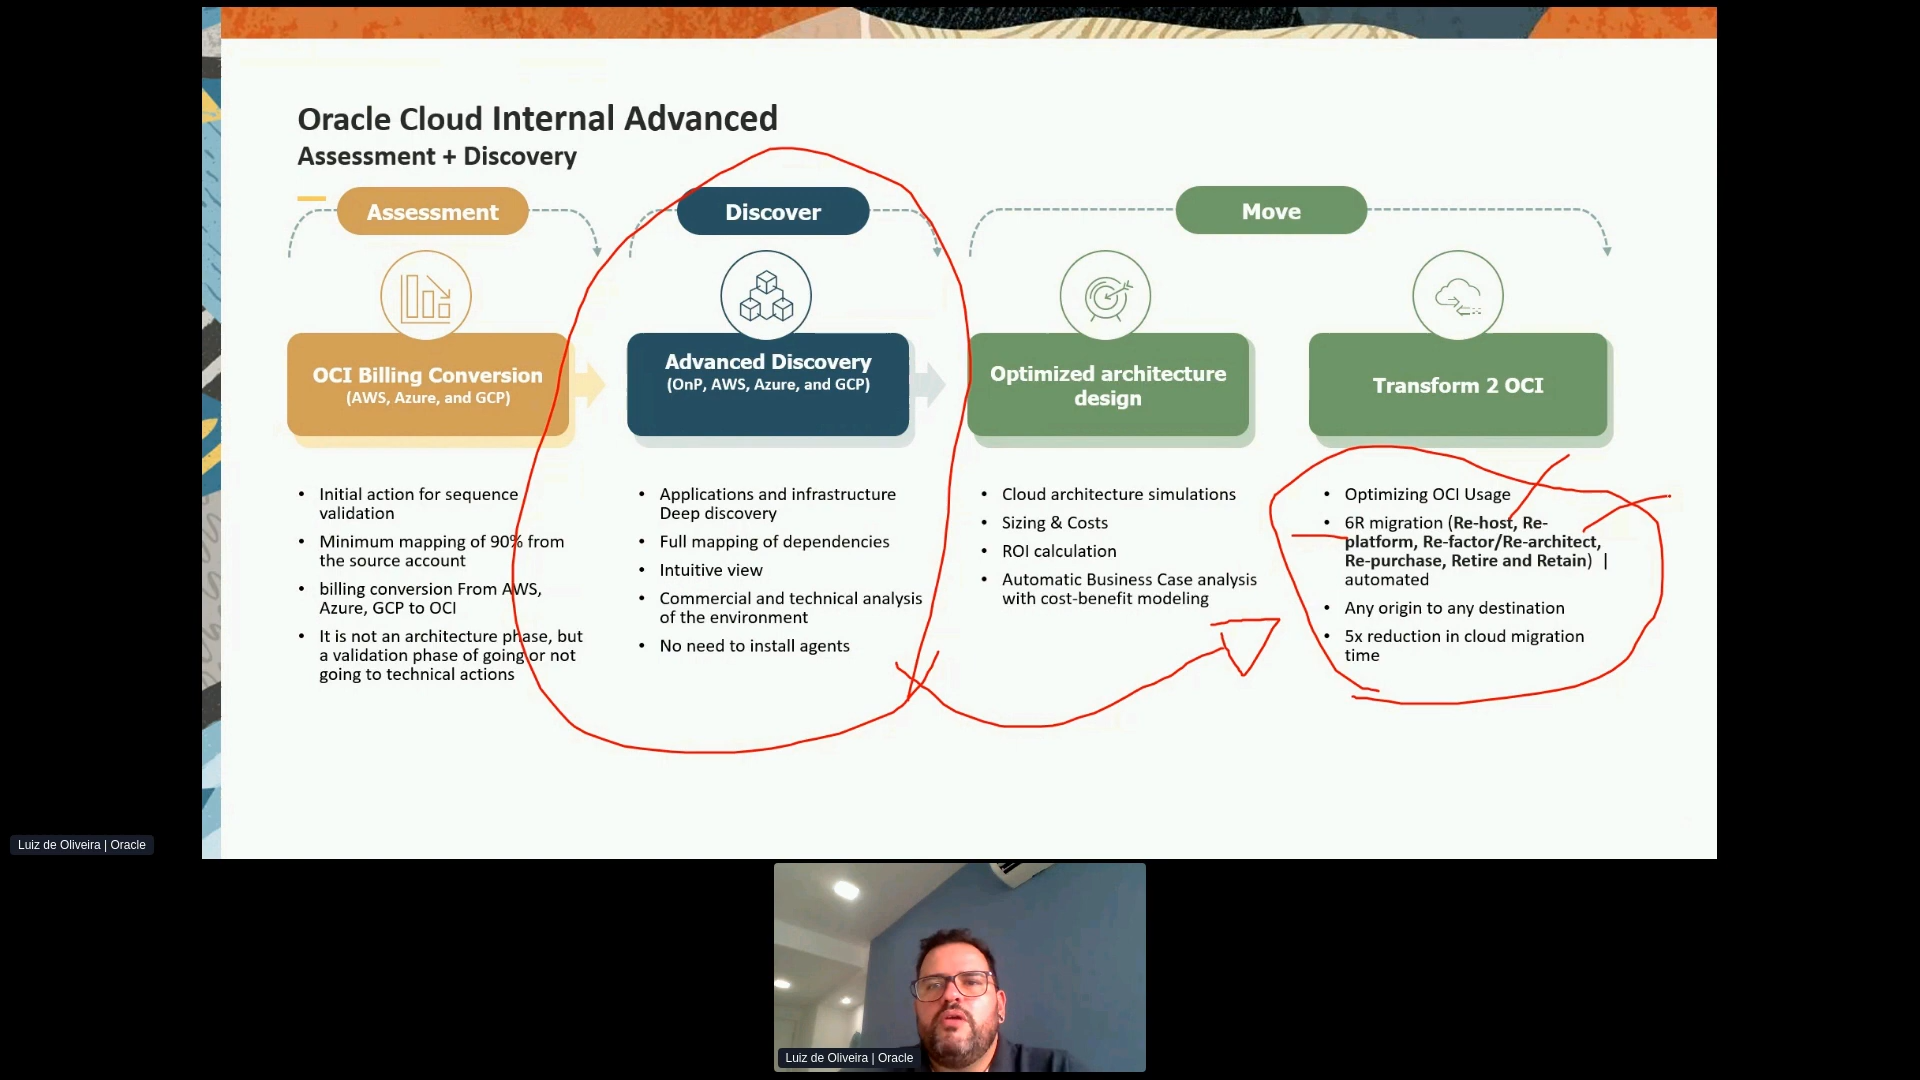 Oracle Cloud Internal Advanced
Assessment + Discovery
Assessment
Discover
Move
OCI Billing Conversion
(AWS, Azure, and GCP)
Advanced Discovery
(OnP, AWS, Azure, and GCP)
Optimized architecture
design
Transform 2 OCI
• Initial action for sequence
validation
• Minimum mapping of 90% from
the source account
• billing conversion From AWS,
Azure, GCP to OCI
• It is not an architecture phase, but
a validation phase of going or not
going to technical actions
• Applications and infrastructure
Deep discovery
• Full mapping of dependencies
• Intuitive view
• Commercial and technical analysis
of the environment
• No need to install agents
• Cloud architecture simulations
• Sizing & Costs
• ROI calculation
• Automatic Business Case analysis
with cost-benefit modeling
• Optimizing OCI Usage
• 6R migration (Re-host, Re-
platform, Re-factor/Re-architect,
Re-purchase, Retire and Retain) |
automated
• Any origin to any destination
• 5x reduction in cloud migration
time
Luiz de Oliveira | Oracle
Luiz de Oliveira | Oracle